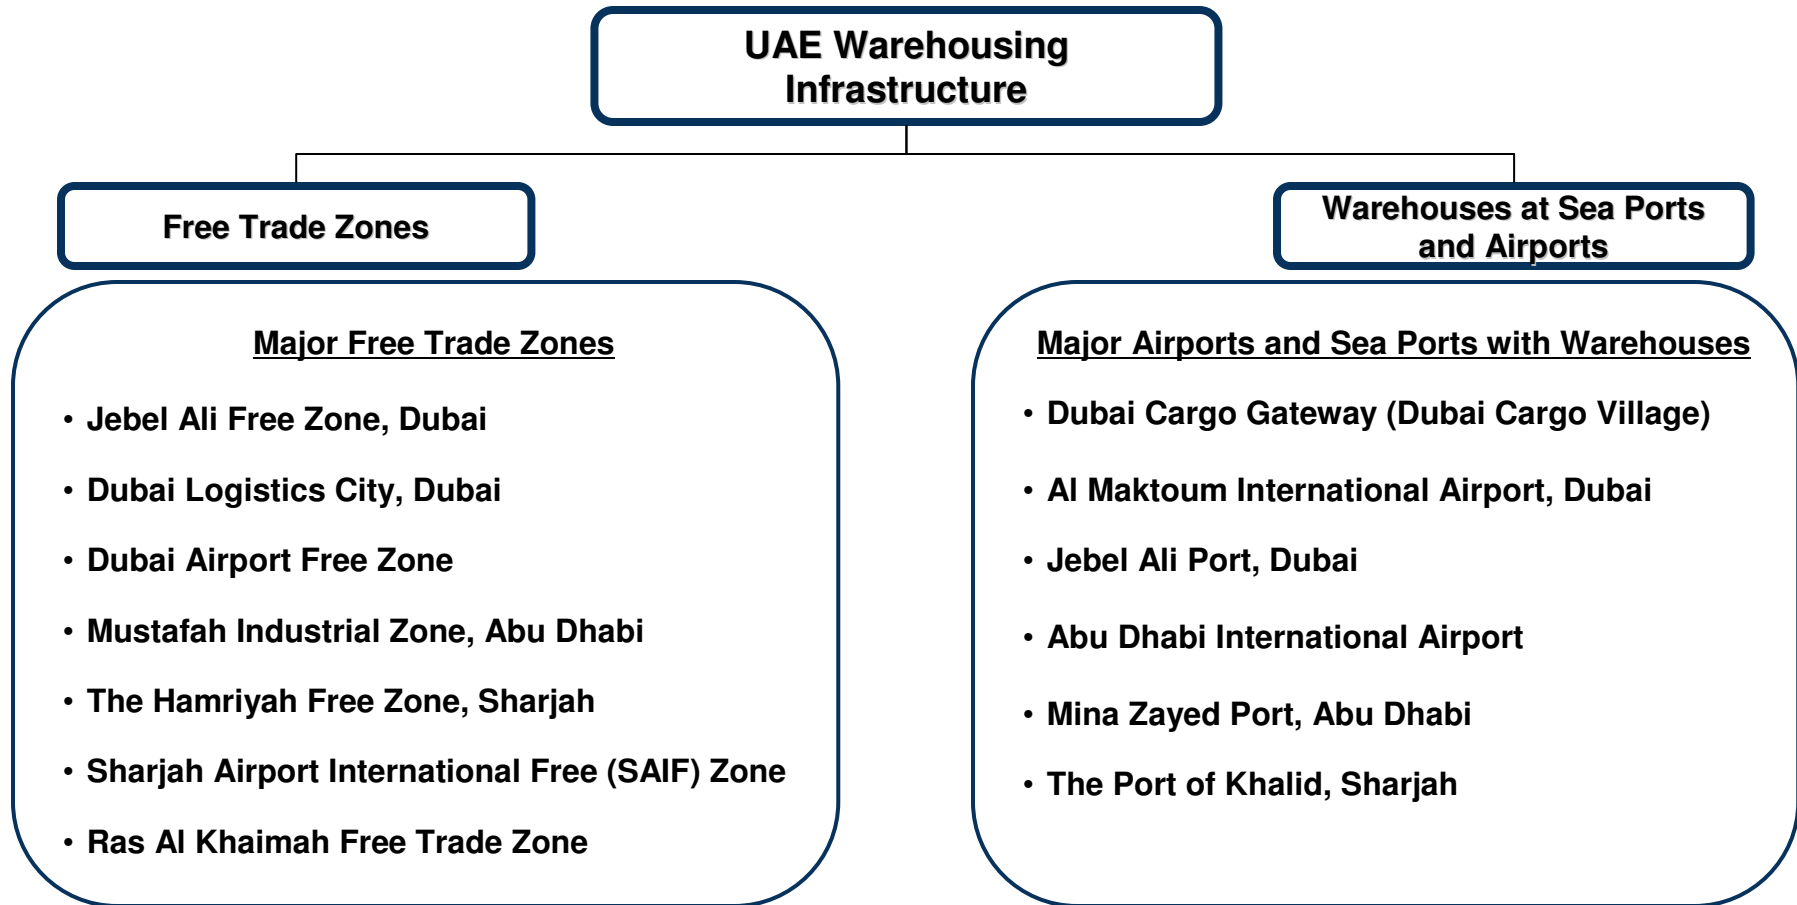 UAE Warehousing
Infrastructure
Free Trade Zones
Warehouses at Sea Ports
and Airports
Major Free Trade Zones
• Jebel Ali Free Zone, Dubai
• Dubai Logistics City, Dubai
• Dubai Airport Free Zone
• Mustafah Industrial Zone, Abu Dhabi
• The Hamriyah Free Zone, Sharjah
• Sharjah Airport International Free (SAIF) Zone
• Ras Al Khaimah Free Trade Zone
Major Airports and Sea Ports with Warehouses
• Dubai Cargo Gateway (Dubai Cargo Village)
• Al Maktoum International Airport, Dubai
• Jebel Ali Port, Dubai
• Abu Dhabi International Airport
• Mina Zayed Port, Abu Dhabi
• The Port of Khalid, Sharjah